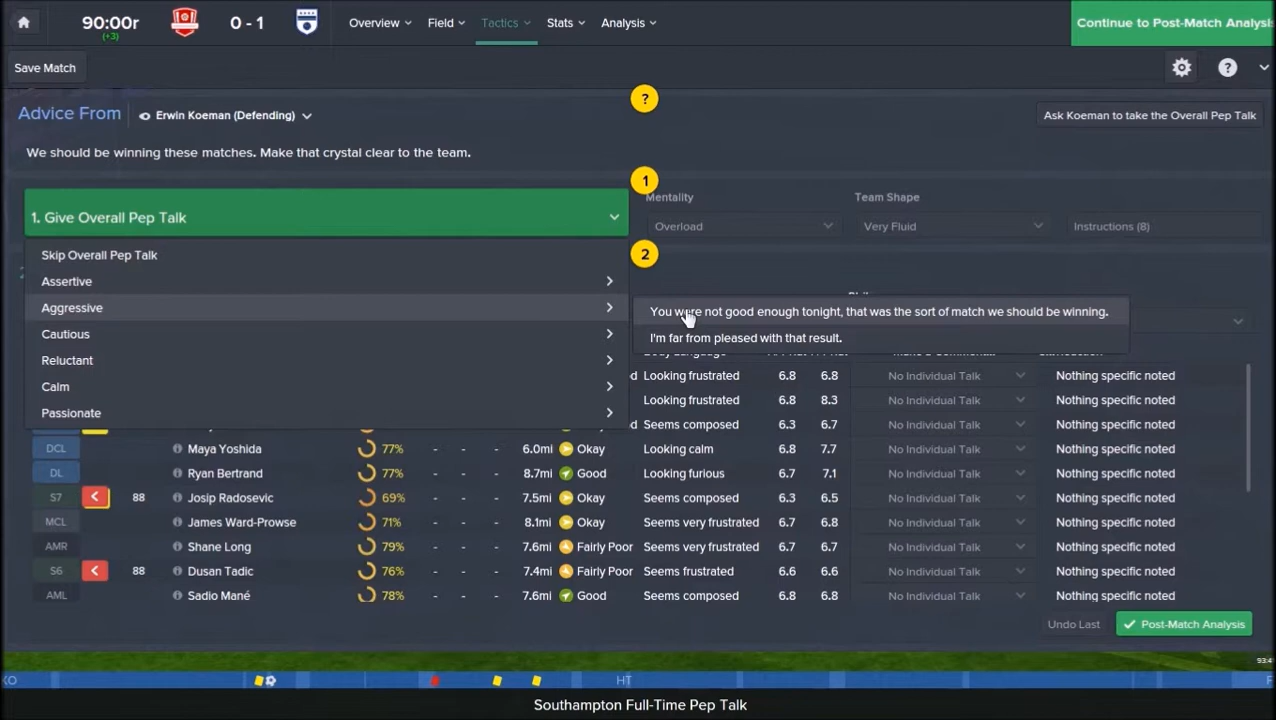 90:00r
(+3)
0 - 1
Overview
Field
Tactics
Stats
Analysis
Continue to Post-Match Analysis
Save Match
?
Advice From
Erwin Koeman (Defending)
?
Ask Koeman to take the Overall Pep Talk
We should be winning these matches. Make that crystal clear to the team.
1
1. Give Overall Pep Talk
Mentality
Team Shape
Overload
Very Fluid
Instructions (8)
2
Skip Overall Pep Talk
Assertive
Aggressive
Cautious
Reluctant
Calm
Passionate
You were not good enough tonight, that was the sort of match we should be winning.
I'm far from pleased with that result.
Body Language
Looking frustrated 6.8 6.8 No Individual Talk Nothing specific noted
Looking frustrated 6.8 8.3 No Individual Talk Nothing specific noted
Seems composed 6.3 6.7 No Individual Talk Nothing specific noted
DCL Maya Yoshida 77% - - - 6.0mi Okay Looking calm 6.8 7.7 No Individual Talk Nothing specific noted
DL Ryan Bertrand 77% - - - 8.7mi Good Looking furious 6.7 7.1 No Individual Talk Nothing specific noted
S7 88 Josip Radosevic 69% - - - 7.5mi Okay Seems composed 6.3 6.5 No Individual Talk Nothing specific noted
MCL James Ward-Prowse 71% - - - 8.1mi Okay Seems very frustrated 6.7 6.8 No Individual Talk Nothing specific noted
AMR Shane Long 79% - - - 7.6mi Fairly Poor Seems very frustrated 6.7 6.7 No Individual Talk Nothing specific noted
S6 88 Dusan Tadic 76% - - - 7.4mi Fairly Poor Seems frustrated 6.6 6.6 No Individual Talk Nothing specific noted
AML Sadio Mané 78% - - - 7.6mi Good Seems composed 6.8 6.8 No Individual Talk Nothing specific noted
Undo Last
Post-Match Analysis
HT
Southampton Full-Time Pep Talk